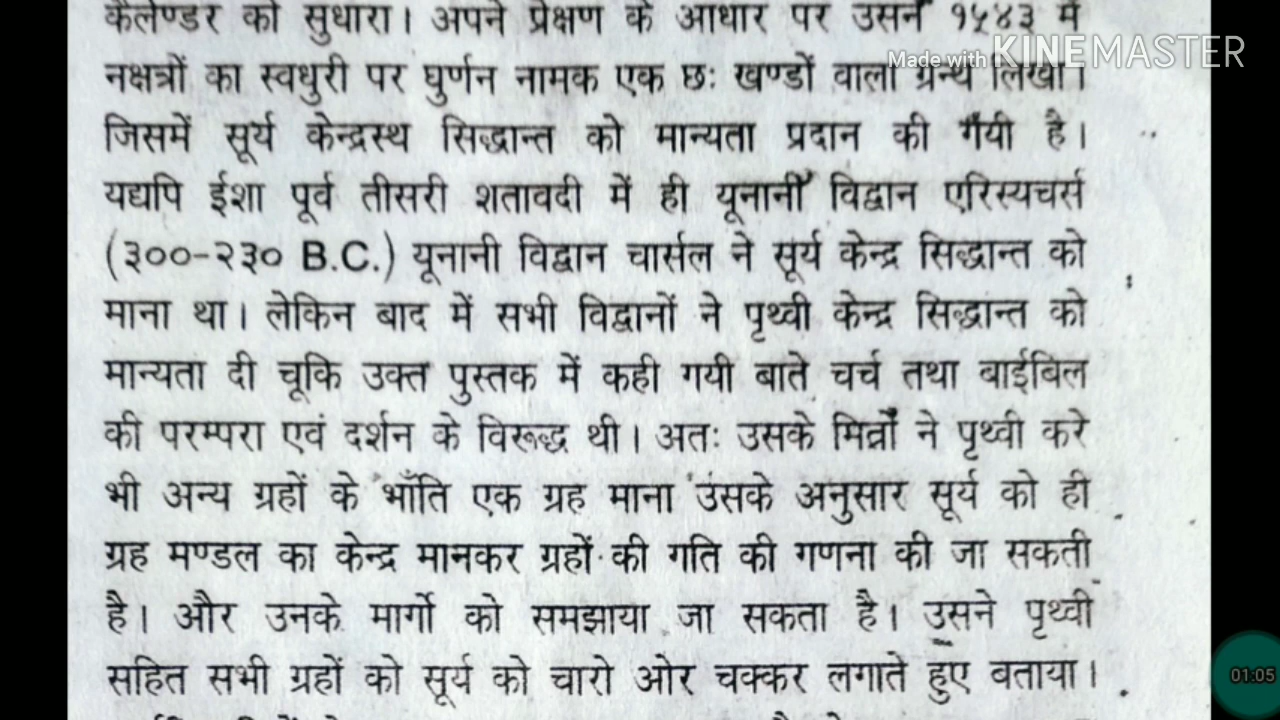 कैलेण्डर को सुधारा। अपने प्रेक्षण के आधार पर उसने १५४३ में
Made with KINEMASTER
नक्षत्रों का स्वधुरी पर घुर्णन नामक एक छः खण्डों वाला ग्रन्थ लिखा।
जिसमें सूर्य केन्द्रस्थ सिद्धान्त को मान्यता प्रदान की गयी है।
यद्यपि ईशा पूर्व तीसरी शतावदी में ही यूनानी विद्वान एरिस्यचर्स
(३००-२३० B.C.) यूनानी विद्वान चार्सल ने सूर्य केन्द्र सिद्धान्त को
माना था। लेकिन बाद में सभी विद्वानों ने पृथ्वी केन्द्र सिद्धान्त को
मान्यता दी चूकि उक्त पुस्तक में कही गयी बाते चर्च तथा बाईबिल
की परम्परा एवं दर्शन के विरूद्ध थी। अतः उसके मित्रों ने पृथ्वी करे
भी अन्य ग्रहों के भाँति एक ग्रह माना उसके अनुसार सूर्य को ही
ग्रह मण्डल का केन्द्र मानकर ग्रहों की गति की गणना की जा सकती
है। और उनके मार्गो को समझाया जा सकता है। उसने पृथ्वी
सहित सभी ग्रहों को सूर्य को चारो ओर चक्कर लगाते हुए बताया।
01:05